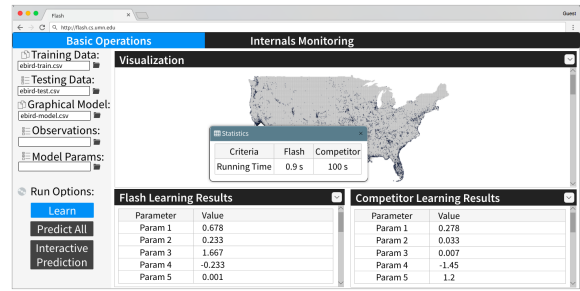 Flash
Guest
http://flash.cs.umn.edu
Basic Operations
Internals Monitoring
Training Data:
ebird-train.csv
Testing Data:
ebird-test.csv
Graphical Model:
ebird-model.csv
Observations:
Model Params:
Run Options:
Learn
Predict All
Interactive
Prediction
Visualization
Statistics
Criteria Flash Competitor
Running Time 0.9 s 100 s
Flash Learning Results
Parameter Value
Param 1 0.678
Param 2 0.233
Param 3 1.667
Param 4 -0.233
Param 5 0.001
Competitor Learning Results
Parameter Value
Param 1 0.278
Param 2 0.033
Param 3 0.007
Param 4 -1.45
Param 5 1.2